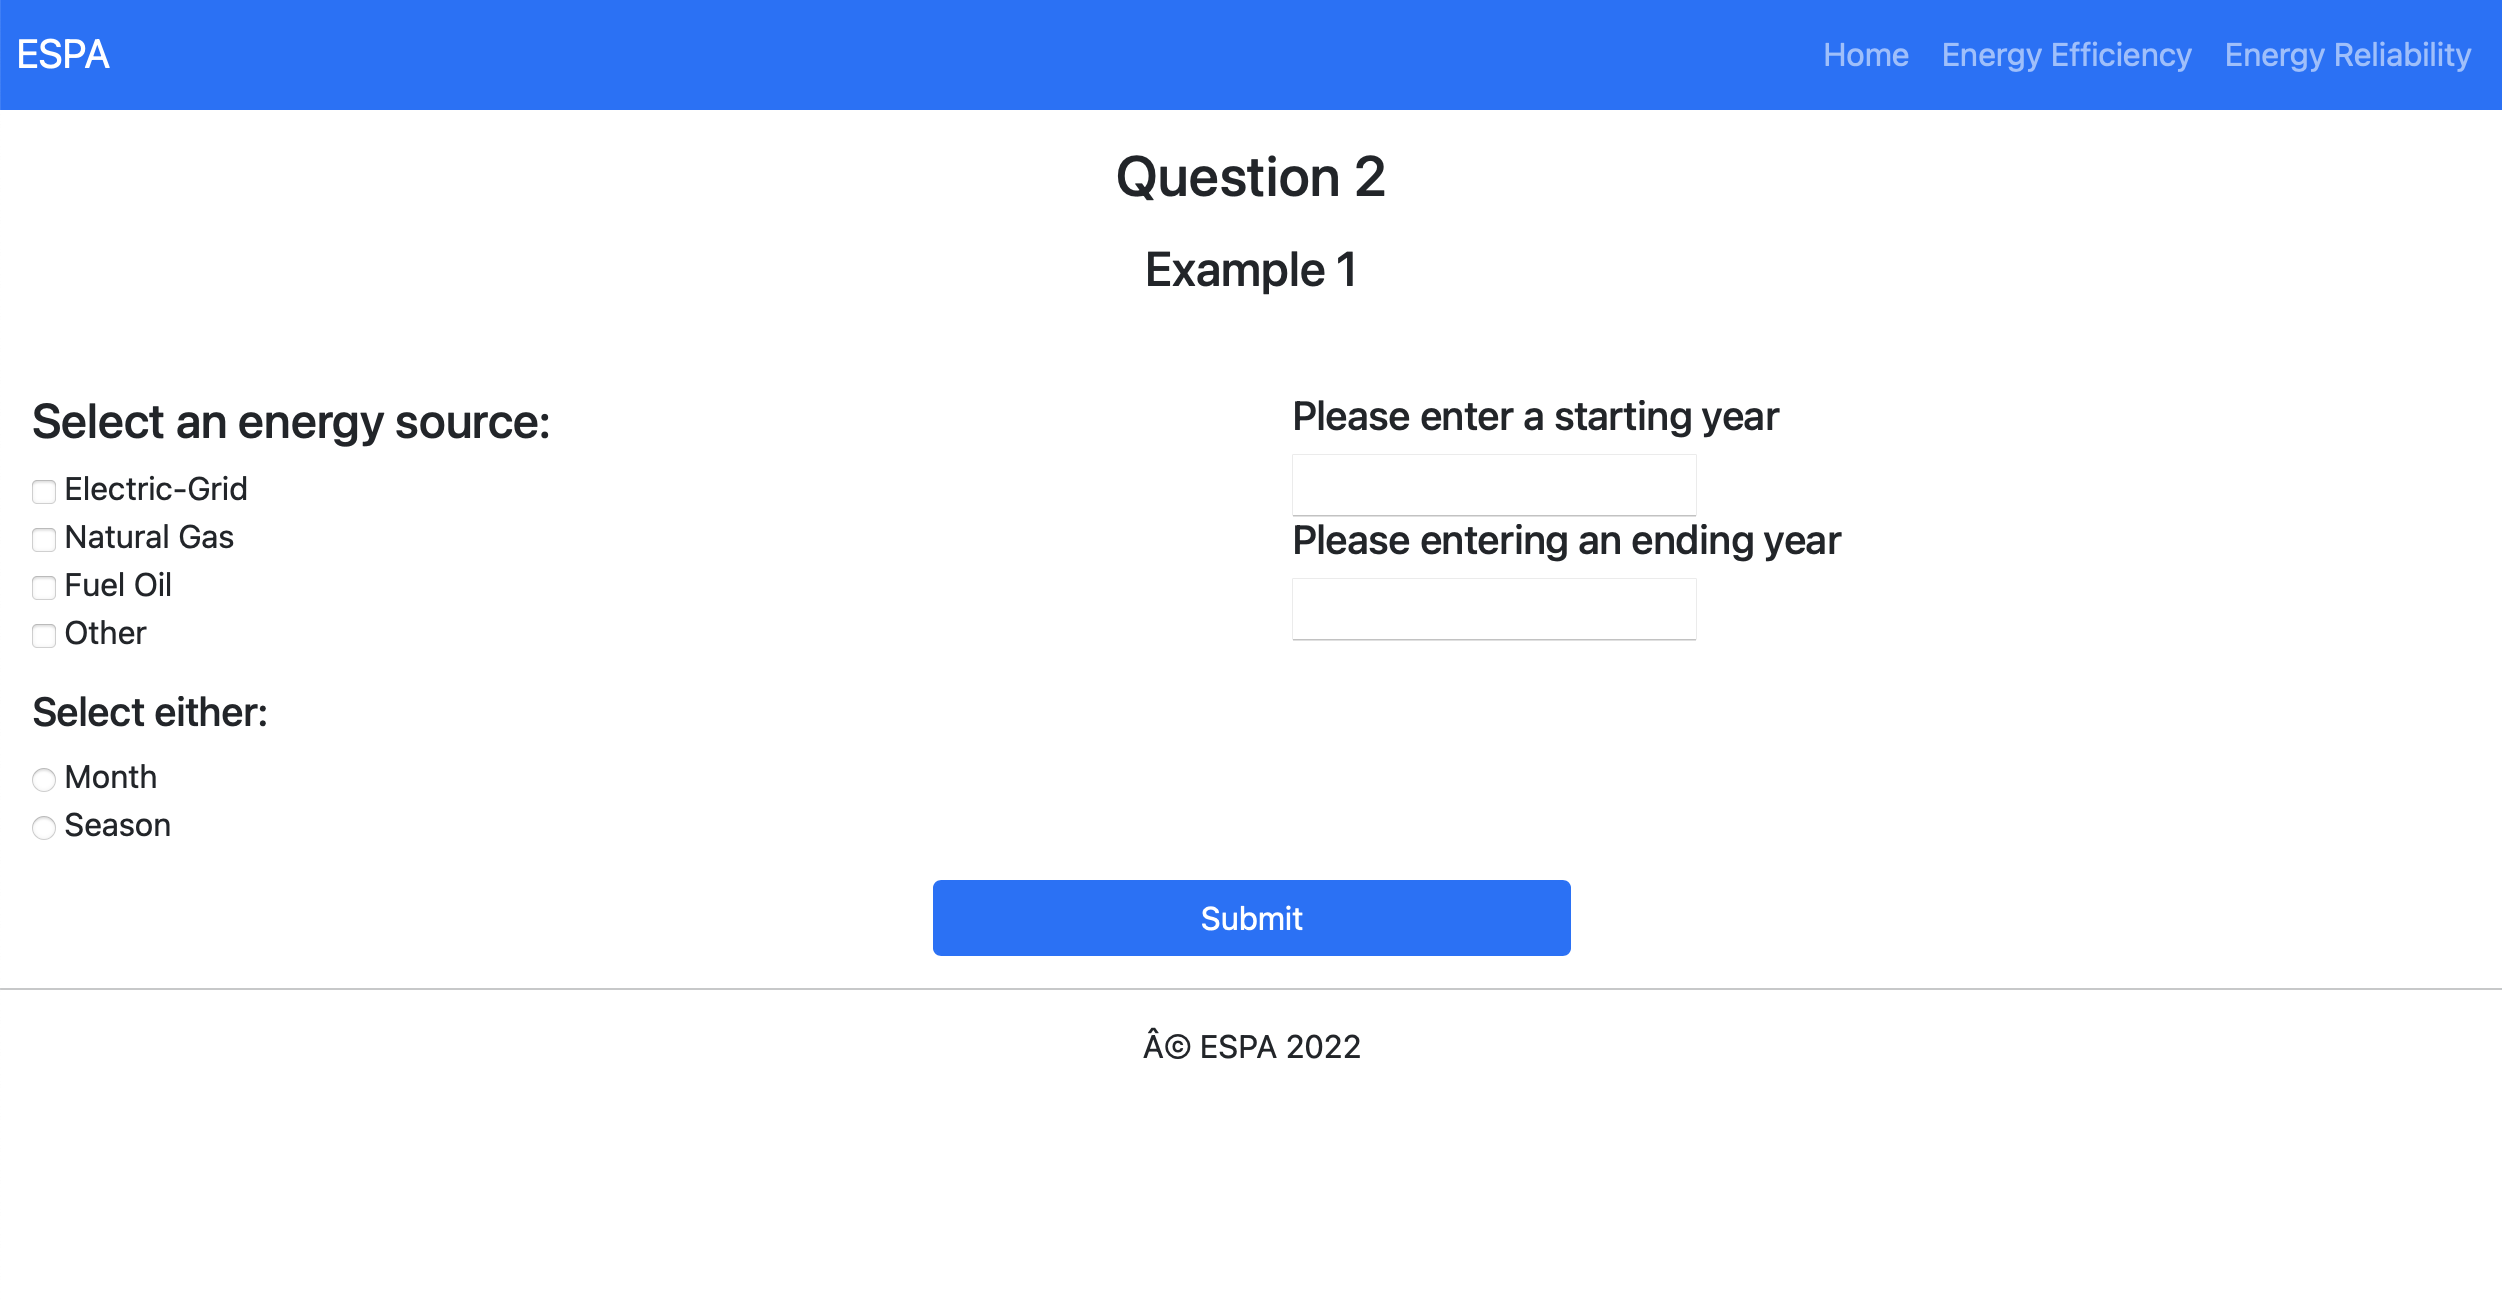 ESPA
Home Energy Efficiency Energy Reliability
Question 2
Example 1
Select an energy source:
Electric-Grid
Natural Gas
Fuel Oil
Other
Select either:
Month
Season
Please enter a starting year
Please entering an ending year
Submit
Â© ESPA 2022